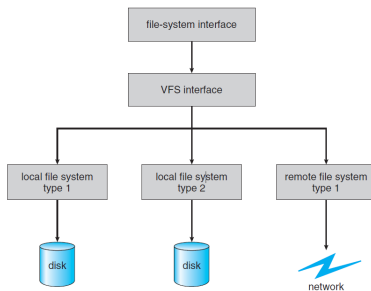 file-system interface
VFS interface
local file system
type 1
local file system
type 2
remote file system
type 1
disk
disk
network